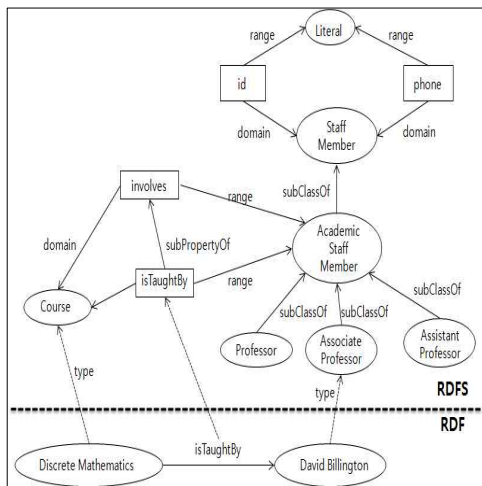 Literal
range
range
id
phone
domain
domain
Staff
Member
involves
subClassOf
range
domain
subPropertyOf
Academic
Staff
Member
isTaughtBy
range
Course
subClassOf
subClassOf
subClassOf
Professor
Associate
Professor
Assistant
Professor
type
type
RDFS
RDF
isTaughtBy
Discrete Mathematics
David Billington